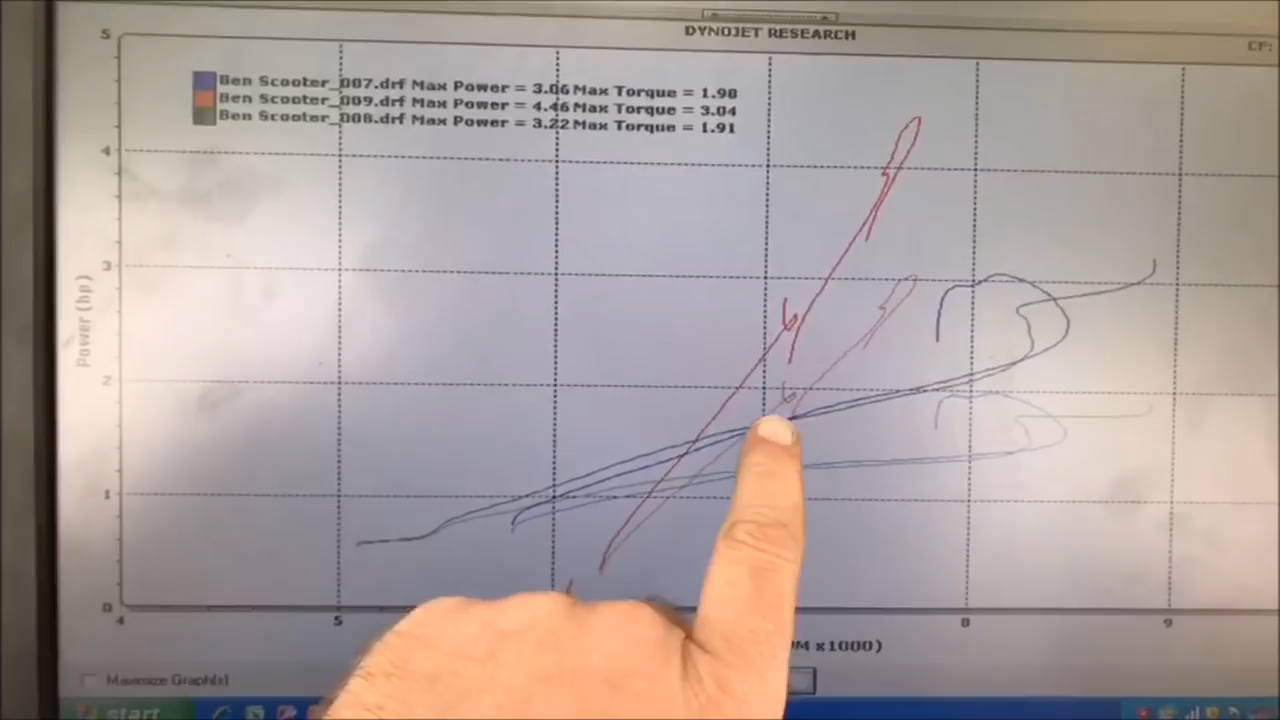 DYNOJET RESEARCH
CF:
Ben Scooter_007.drf Max Power = 3.06 Max Torque = 1.98
Ben Scooter_009.drf Max Power = 4.46 Max Torque = 3.04
Ben Scooter_008.drf Max Power = 3.22 Max Torque = 1.91
5
4
3
2
1
0
Power (hp)
4 5 8 9
x1000)
Maximize Graph(s)
start